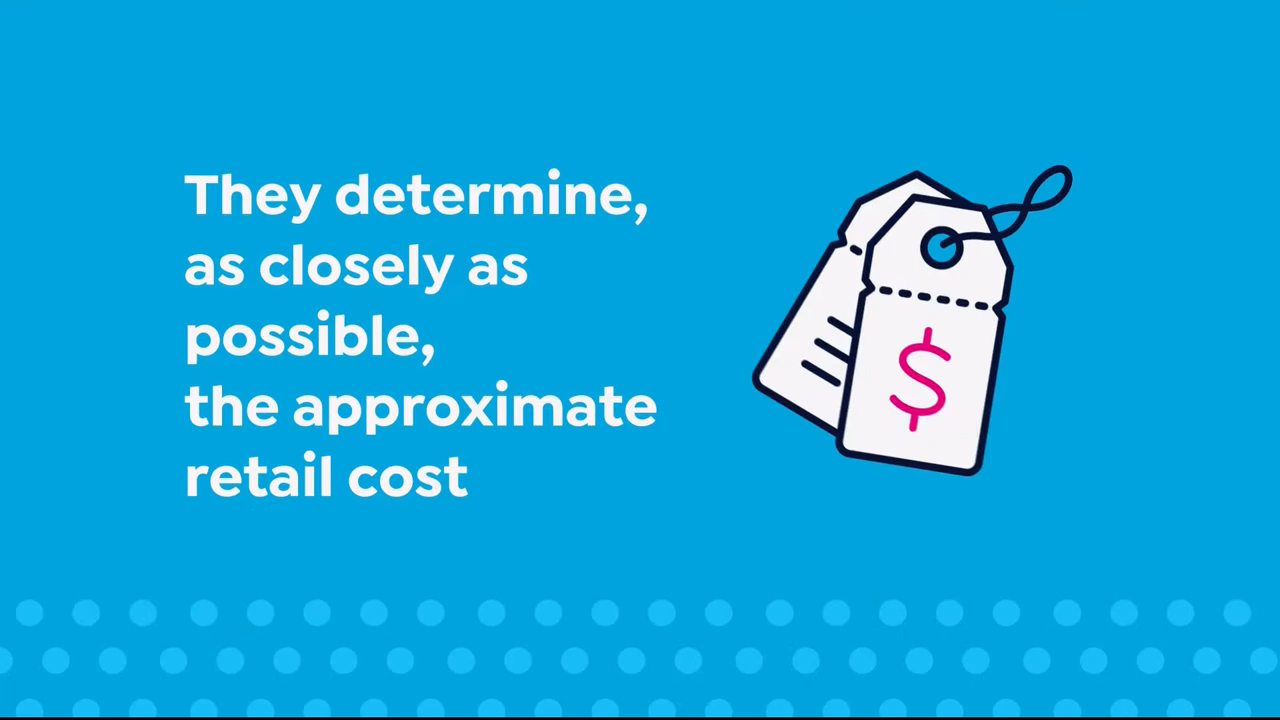 They determine,
as closely as
possible,
the approximate
retail cost
$